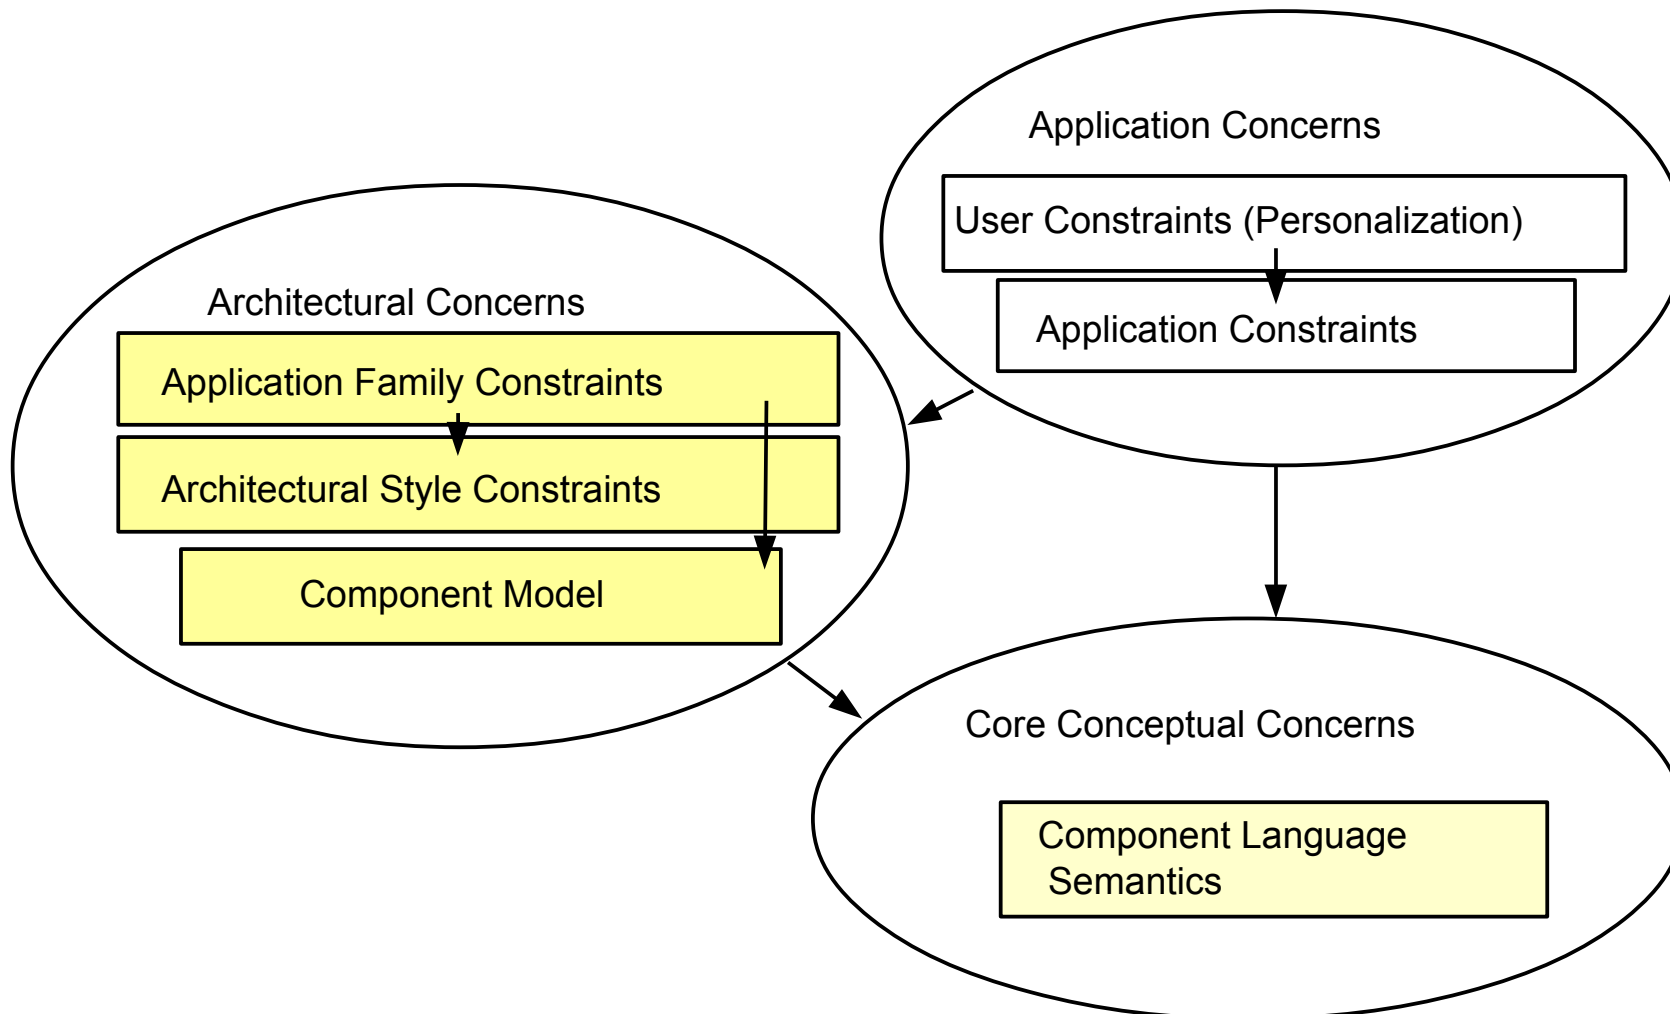 Application Concerns
User Constraints (Personalization)
Application Constraints
Architectural Concerns
Application Family Constraints
Architectural Style Constraints
Component Model
Core Conceptual Concerns
Component Language
Semantics